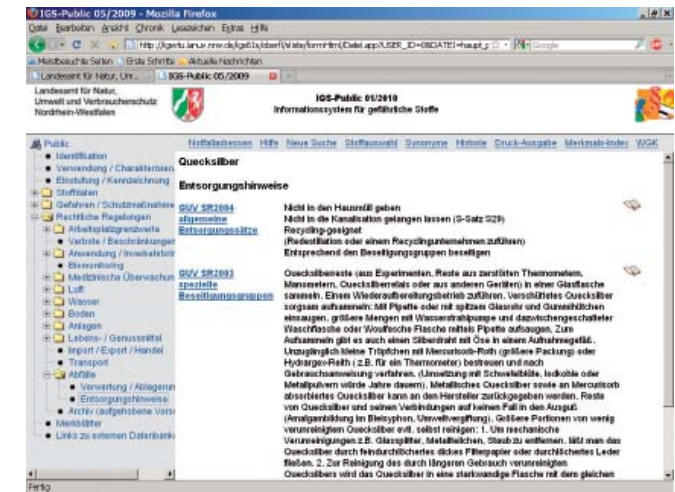 IGS-Public 05/2009 - Mozilla Firefox
Datei Bearbeiten Ansicht Chronik Lesezeichen Extras Hilfe
Google
Meistbesuchte Seiten Erste Schritte Aktuelle Nachrichten
Landesamt für Natur, Um... IGS-Public 05/2009
Landesamt für Natur,
Umwelt und Verbraucherschutz
Nordrhein-Westfalen
IGS-Public 01/2010
Informationssystem für gefährliche Stoffe
Public
Notfalladressen Hilfe Neue Suche Stoffauswahl Synonyme Historie Druck-Ausgabe Merkmals-Index WGK
Identifikation
Verwendung / Charakterisieru
Einstufung / Kennzeichnung
Stoffdaten
Gefahren / Schutzmaßnahme
Rechtliche Regelungen
Arbeitsplatzgrenzwerte
Verbote / Beschränkungen
Anwendung /
Biomonitoring
Medizinische Überwachun
Luft
Wasser
Boden
Anlagen
Lebens- / Genussmittel
Import / Export / Handel
Transport
Abfälle
Verwertung / Ablagerun
Entsorgungshinweise
Archiv (aufgehobene Vors
Merkblätter
Links zu externen Datenbank
Quecksilber
Entsorgungshinweise
GUV SR2004
allgemeine
Entsorgungssätze
Nicht in den Hausmüll geben
Nicht in die Kanalisation gelangen lassen (S-Satz S29)
Recycling-geeignet
(Redestillation oder einem Recyclingunternehmen zuführen)
Entsprechend den Beseitigungsgruppen beseitigen
GUV SR2003
spezielle
Beseitigungsgruppen
Quecksilberreste (aus Experimenten, Reste aus zerstörten Thermometern,
Manometern, Quecksilberrelais oder aus anderen Geräten) in einer Glasflasche
sammeln. Einem Wiederaufbereitungsbetrieb zuführen. Verschüttetes Quecksilber
sorgsam aufsammeln: Mit Pipette oder mit spitzem Glasrohr und Gummihütchen
einsaugen, größere Mengen mit Wasserstrahlpumpe und dazwischengeschalteter
Waschflasche oder Woulfesche Flasche mittels Pipette aufsaugen. Zum
Aufsammeln gibt es auch einen Silberdraht mit Öse in einem Aufnahmegefäß.
Unzugänglich kleine Tröpfchen mit Mercurisorb-Roth (größere Packung) oder
Hydrargex-Reith (z.B. für ein Thermometer) bestreuen und nach
Gebrauchsanweisung verfahren. (Umsetzung mit Schwefelblüte, Iodkohle oder
Metallpulvern würde Jahre dauern). Metallisches Quecksilber sowie an Mercurisorb
absorbiertes Quecksilber kann an den Hersteller zurückgegeben werden. Reste
von Quecksilber und seinen Verbindungen auf keinen Fall in den Ausguß
(Amalgambildung im Bleisyphon, Umweltvergiftung). Größere Portionen von wenig
verunreinigtem Quecksilber evtl. selbst reinigen: 1. Um mechanische
Verunreinigungen z.B. Glassplitter, Metallteilchen, Staub zu entfernen, läßt man das
Quecksilber durch feindurchlöchertes dickes Filterpapier oder durchlöchertes Leder
fließen. 2. Zur Reinigung des durch längeren Gebrauch verunreinigten
Quecksilbers wird das Quecksilber in eine starkwandige Flasche mit dem gleichen
Fertig